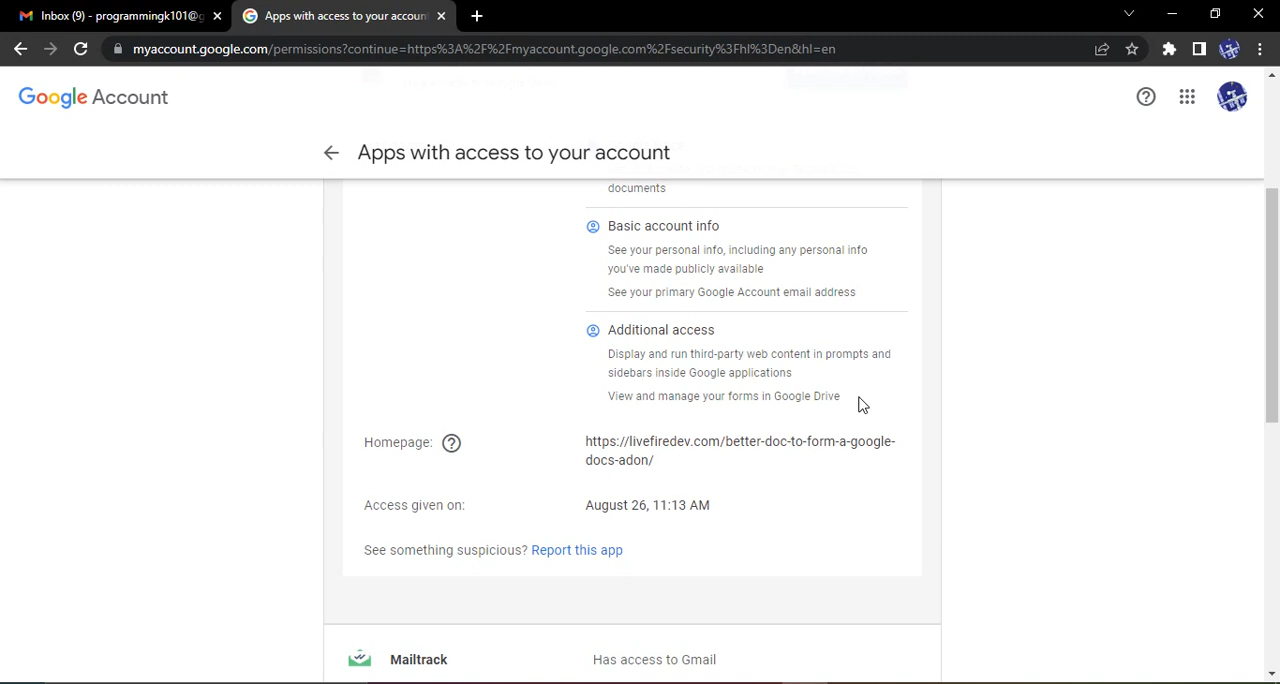 Inbox (9) - programmingk101@g
Apps with access to your accoun
myaccount.google.com/permissions?continue=https%3A%2F%2Fmyaccount.google.com%2Fsecurity%3Fhl%3Den&hl=en
Google Account
Apps with access to your account
documents
Basic account info
See your personal info, including any personal info
you've made publicly available
See your primary Google Account email address
Additional access
Display and run third-party web content in prompts and
sidebars inside Google applications
View and manage your forms in Google Drive
Homepage:
https://livefiredev.com/better-doc-to-form-a-google-
docs-adon/
Access given on:
August 26, 11:13 AM
See something suspicious? Report this app
Mailtrack
Has access to Gmail